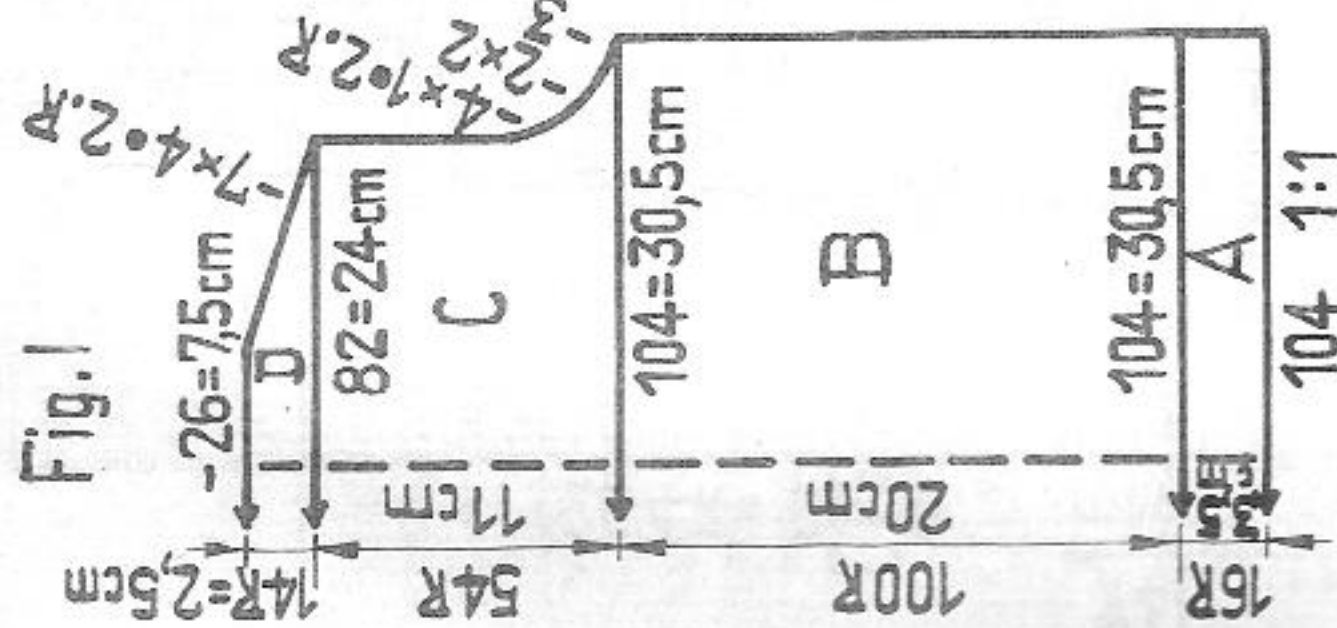 Fig. 1
-26=7,5cm
-7×4•2.R
D
14R=2,5cm
82=24cm
-4×1•2.R
-2×2
-3
C
54R
11cm
104=30,5cm
B
100R
20cm
104=30,5cm
A
16R
104 1:1